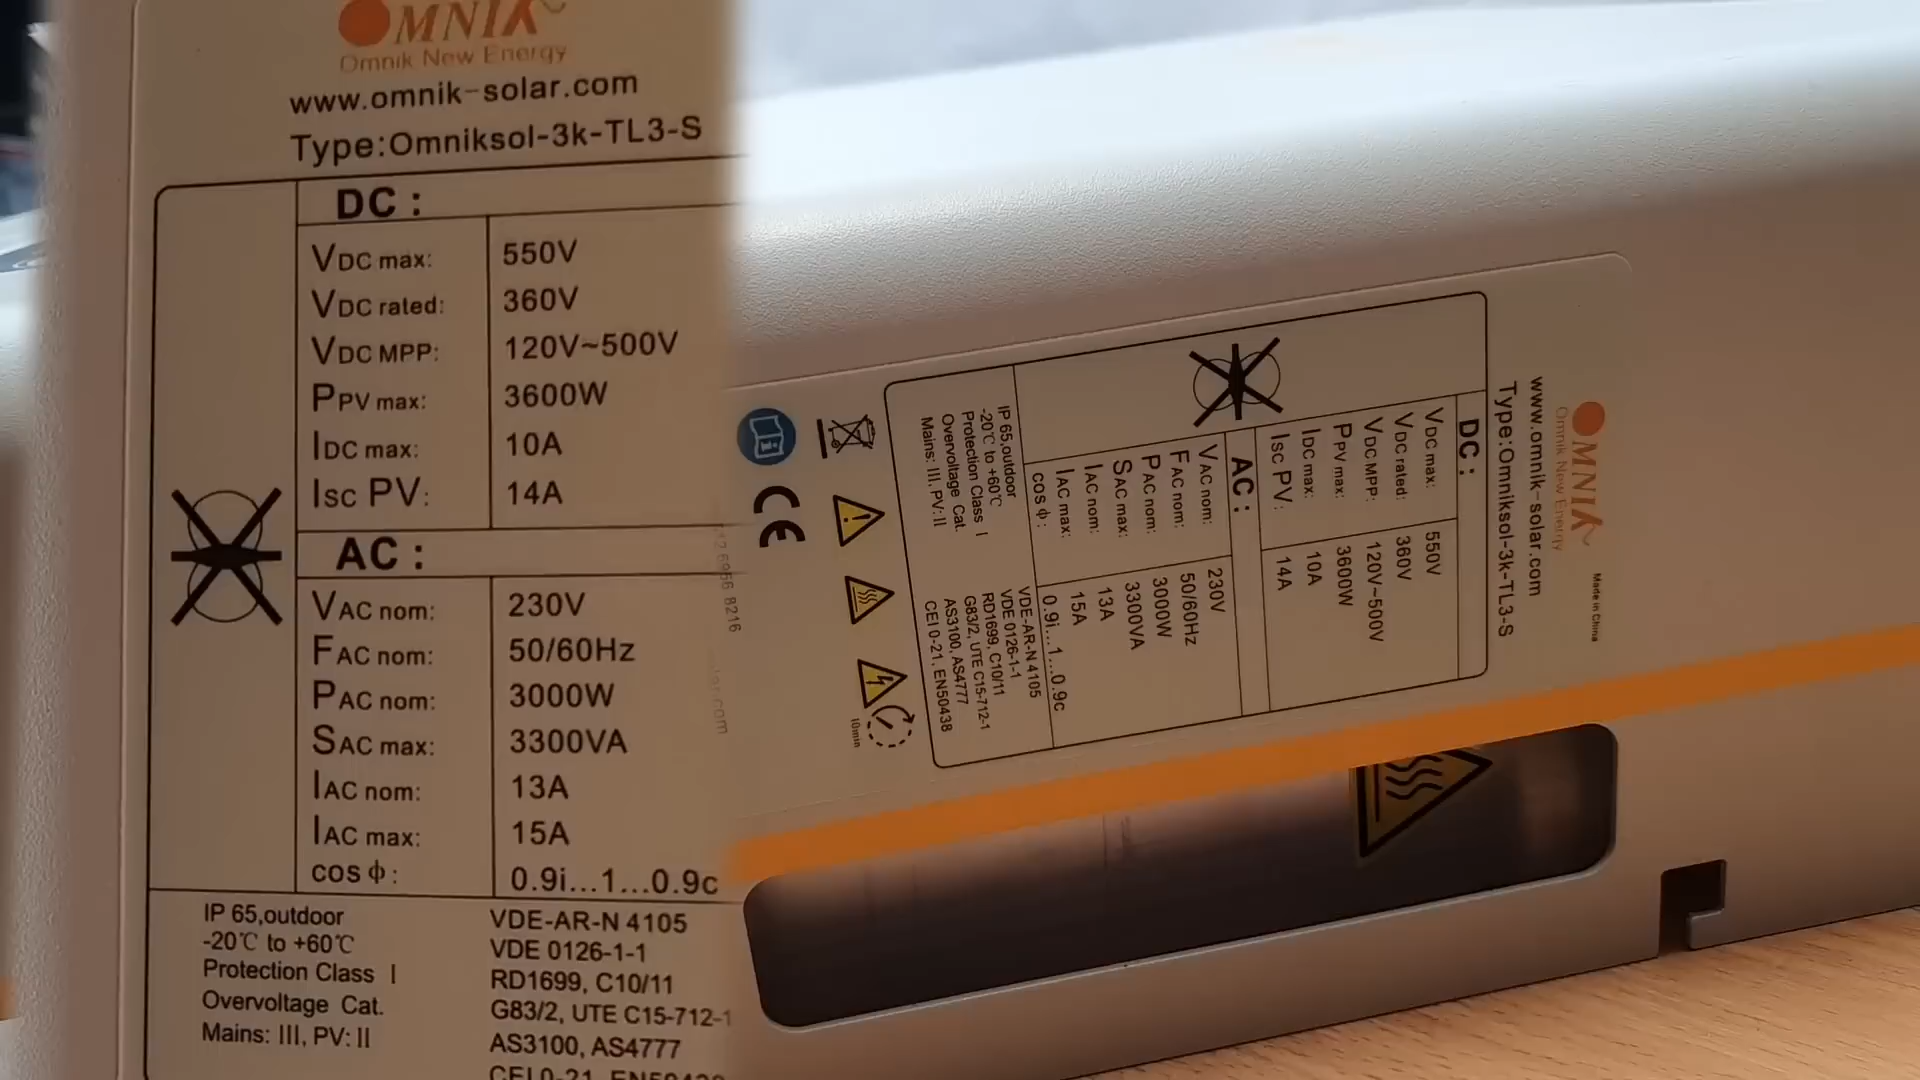 OMNIK
Omnik New Energy
www.omnik-solar.com
Type:Omniksol-3k-TL3-S
DC :
VDC max: 550V
VDC rated: 360V
VDC MPP: 120V~500V
PPV max: 3600W
IDC max: 10A
ISC PV: 14A
AC :
VAC nom: 230V
FAC nom: 50/60Hz
PAC nom: 3000W
SAC max: 3300VA
IAC nom: 13A
IAC max: 15A
cos ϕ : 0.9i...1...0.9c
IP 65,outdoor
-20℃ to +60℃
Protection Class I
Overvoltage Cat.
Mains: III, PV: II
VDE-AR-N 4105
VDE 0126-1-1
RD1699, C10/11
G83/2, UTE C15-712-1
AS3100, AS4777
CEI 0-21, EN50438
OMNIK
Omnik New Energy
Made in China
www.omnik-solar.com
Type:Omniksol-3k-TL3-S
DC :
VDC max: 550V
VDC rated: 360V
VDC MPP: 120V~500V
PPV max: 3600W
IDC max: 10A
ISC PV: 14A
AC :
VAC nom: 230V
FAC nom: 50/60Hz
PAC nom: 3000W
SAC max: 3300VA
IAC nom: 13A
IAC max: 15A
cos ϕ : 0.9i...1...0.9c
IP 65,outdoor
-20℃ to +60℃
Protection Class I
Overvoltage Cat.
Mains: III, PV: II
VDE-AR-N 4105
VDE 0126-1-1
RD1699, C10/11
G83/2, UTE C15-712-1
AS3100, AS4777
CEI 0-21, EN50438
10min
CE